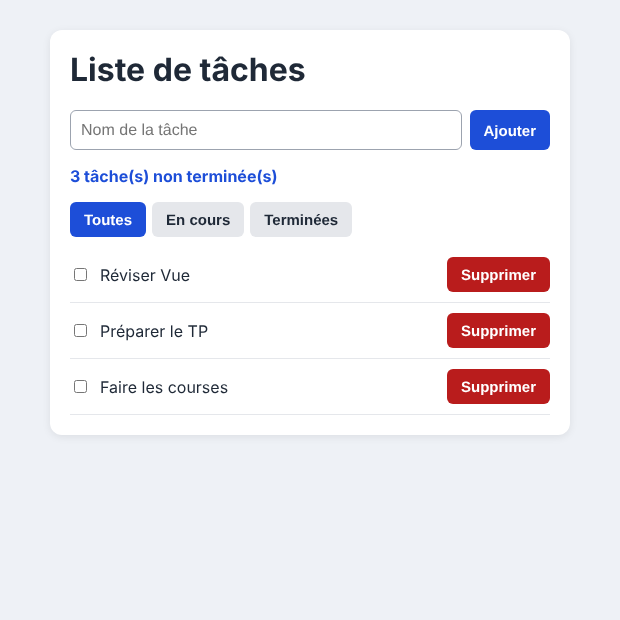 Liste de tâches
Nom de la tâche Ajouter
3 tâche(s) non terminée(s)
Toutes En cours Terminées
Réviser Vue Supprimer
Préparer le TP Supprimer
Faire les courses Supprimer